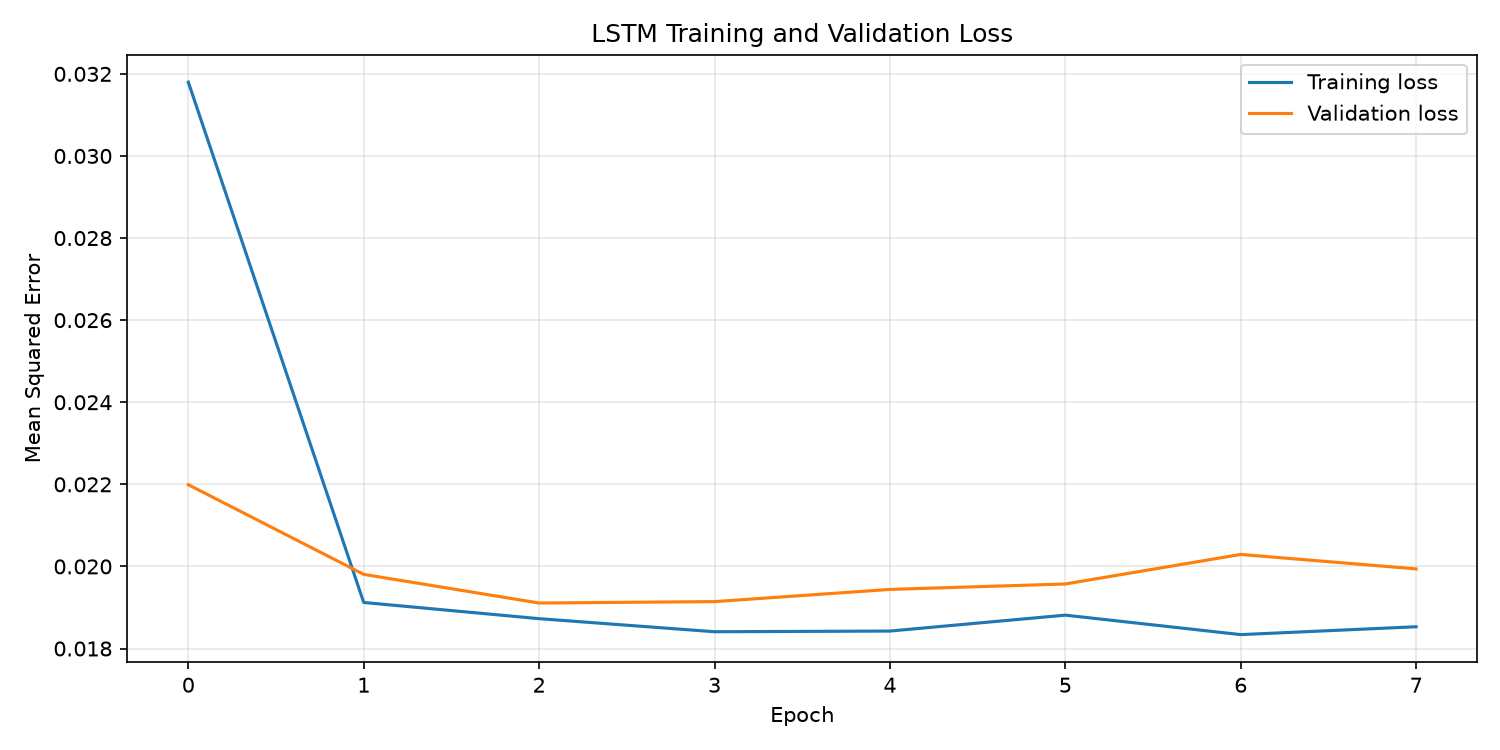 LSTM Training and Validation Loss
Training loss
Validation loss
0.032
0.030
0.028
0.026
0.024
0.022
0.020
0.018
Mean Squared Error
0 1 2 3 4 5 6 7
Epoch